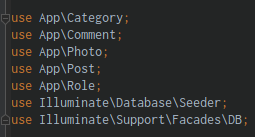 use App\Category;
use App\Comment;
use App\Photo;
use App\Post;
use App\Role;
use Illuminate\Database\Seeder;
use Illuminate\Support\Facades\DB;